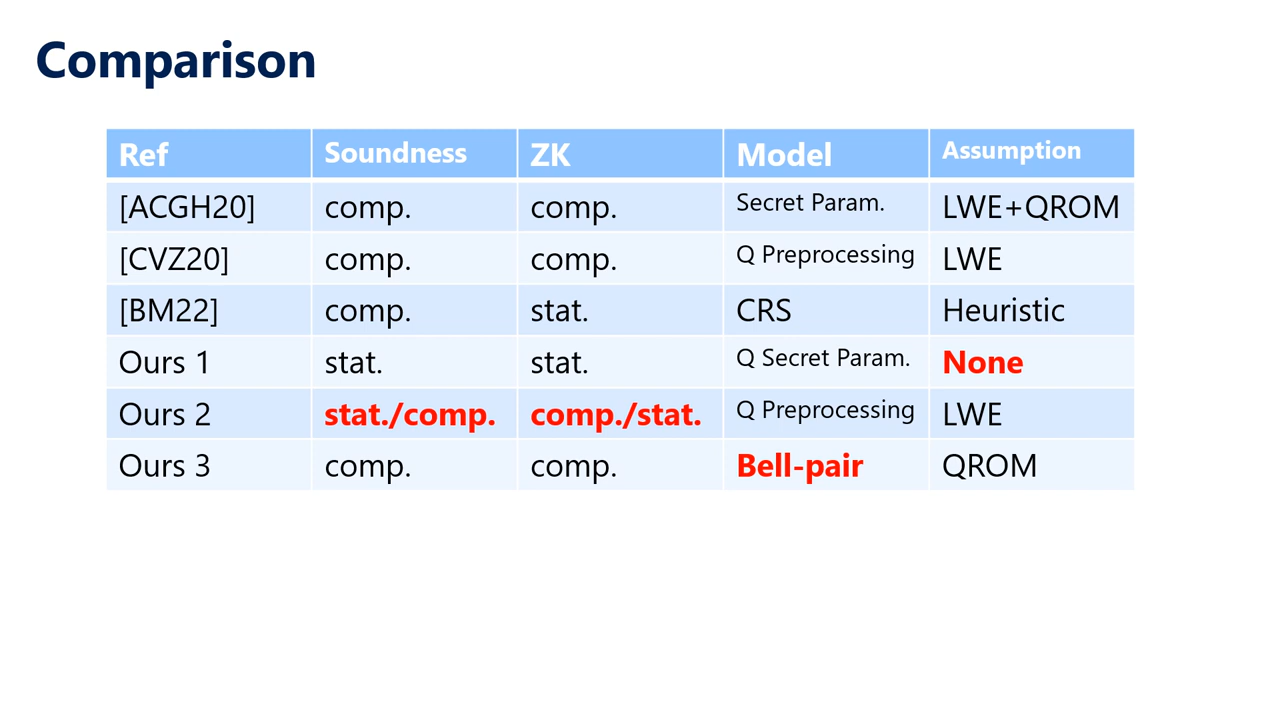 Comparison
Ref Soundness ZK Model Assumption
[ACGH20] comp. comp. Secret Param. LWE+QROM
[CVZ20] comp. comp. Q Preprocessing LWE
[BM22] comp. stat. CRS Heuristic
Ours 1 stat. stat. Q Secret Param. None
Ours 2 stat./comp. comp./stat. Q Preprocessing LWE
Ours 3 comp. comp. Bell-pair QROM